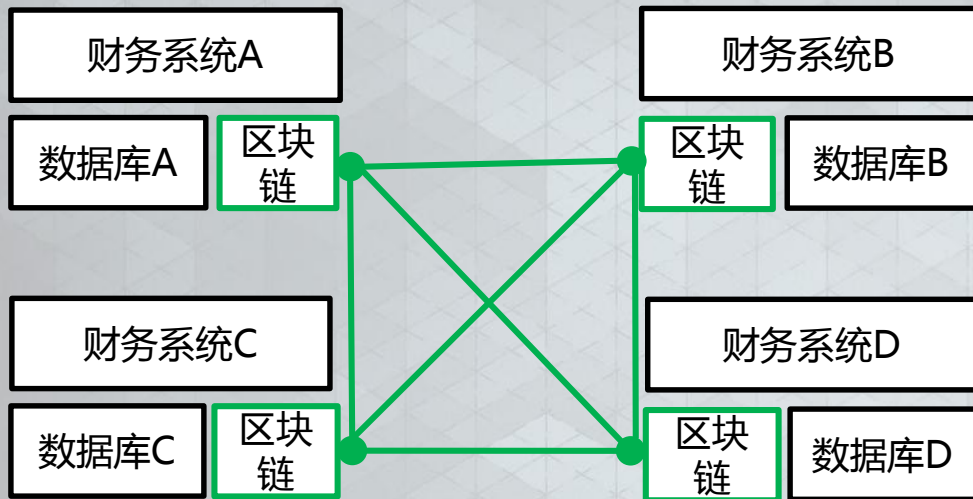 财务系统A
财务系统B
数据库A
区块
链
区块
链
数据库B
财务系统C
财务系统D
数据库C
区块
链
区块
链
数据库D